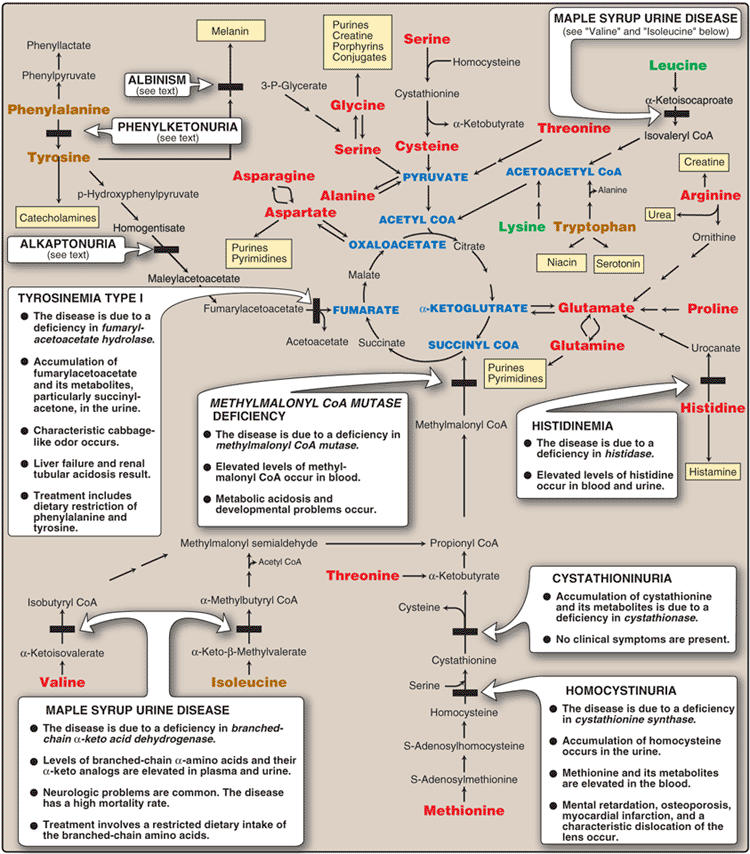 Phenyllactate
Phenylpyruvate
Phenylalanine
Tyrosine
Melanin
ALBINISM
(see text)
PHENYLKETONURIA
(see text)
Catecholamines
p-Hydroxyphenylpyruvate
Homogentisate
ALKAPTONURIA
(see text)
Maleylacetoacetate
Fumarylacetoacetate
Acetoacetate
Purines
Creatine
Porphyrins
Conjugates
3-P-Glycerate
Glycine
Serine
Serine
Homocysteine
Cystathionine
α-Ketobutyrate
Cysteine
Threonine
MAPLE SYRUP URINE DISEASE
(see "Valine" and "Isoleucine" below)
Leucine
α-Ketoisocaproate
Isovaleryl CoA
Asparagine
Aspartate
Alanine
PYRUVATE
ACETOACETYL CoA
ACETYL COA
OXALOACETATE
Citrate
Purines
Pyrimidines
Malate
FUMARATE
Succinate
SUCCINYL COA
α-KETOGLUTRATE
Lysine
Tryptophan
Alanine
Niacin
Serotonin
Creatine
Arginine
Urea
Ornithine
Glutamate
Proline
Glutamine
Purines
Pyrimidines
Urocanate
Histidine
Histamine
TYROSINEMIA TYPE I
The disease is due to a
deficiency in fumaryl-
acetoacetate hydrolase.
Accumulation of
fumarylacetoacetate
and its metabolites,
particularly succinyl-
acetone, in the urine.
Characteristic cabbage-
like odor occurs.
Liver failure and renal
tubular acidosis result.
Treatment includes
dietary restriction of
phenylalanine and
tyrosine.
METHYLMALONYL CoA MUTASE
DEFICIENCY
The disease is due to a deficiency in
methylmalonyl CoA mutase.
Elevated levels of methyl-
malonyl CoA occur in blood.
Metabolic acidosis and
developmental problems occur.
HISTIDINEMIA
The disease is due to a
deficiency in histidase.
Elevated levels of histidine
occur in blood and urine.
Methylmalonyl CoA
Methylmalonyl semialdehyde
Propionyl CoA
Acetyl CoA
Threonine
α-Ketobutyrate
Isobutyryl CoA
α-Methylbutyryl CoA
Cysteine
α-Ketoisovalerate
α-Keto-β-Methylvalerate
Cystathionine
Valine
Isoleucine
Serine
Homocysteine
S-Adenosylhomocysteine
S-Adenosylmethionine
Methionine
CYSTATHIONINURIA
Accumulation of cystathionine
and its metabolites is due to a
deficiency in cystathionase.
No clinical symptoms are present.
MAPLE SYRUP URINE DISEASE
The disease is due to a deficiency in branched-
chain α-keto acid dehydrogenase.
Levels of branched-chain α-amino acids and their
α-keto analogs are elevated in plasma and urine.
Neurologic problems are common. The disease
has a high mortality rate.
Treatment involves a restricted dietary intake of
the branched-chain amino acids.
HOMOCYSTINURIA
The disease is due to a deficiency
in cystathionine synthase.
Accumulation of homocysteine
occurs in the urine.
Methionine and its metabolites
are elevated in the blood.
Mental retardation, osteoporosis,
myocardial infarction, and a
characteristic dislocation of the
lens occur.